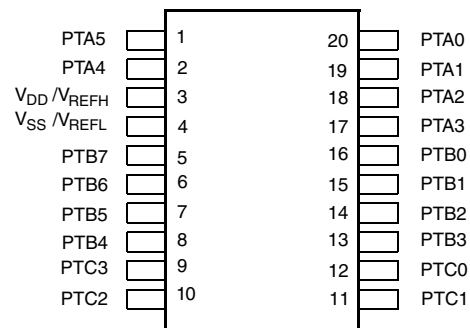 PTA5 1 20 PTA0
PTA4 2 19 PTA1
VDD /VREFH 3 18 PTA2
VSS /VREFL 4 17 PTA3
PTB7 5 16 PTB0
PTB6 6 15 PTB1
PTB5 7 14 PTB2
PTB4 8 13 PTB3
PTC3 9 12 PTC0
PTC2 10 11 PTC1